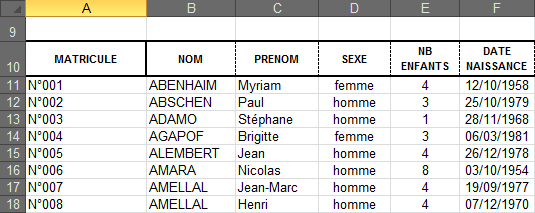 A B C D E F
9
10 MATRICULE NOM PRENOM SEXE NB ENFANTS DATE NAISSANCE
11 N°001 ABENHAIM Myriam femme 4 12/10/1958
12 N°002 ABSCHEN Paul homme 3 25/10/1979
13 N°003 ADAMO Stéphane homme 1 28/11/1968
14 N°004 AGAPOF Brigitte femme 3 06/03/1981
15 N°005 ALEMBERT Jean homme 4 26/12/1978
16 N°006 AMARA Nicolas homme 8 03/10/1954
17 N°007 AMELLAL Jean-Marc homme 4 19/09/1977
18 N°008 AMELLAL Henri homme 4 07/12/1970